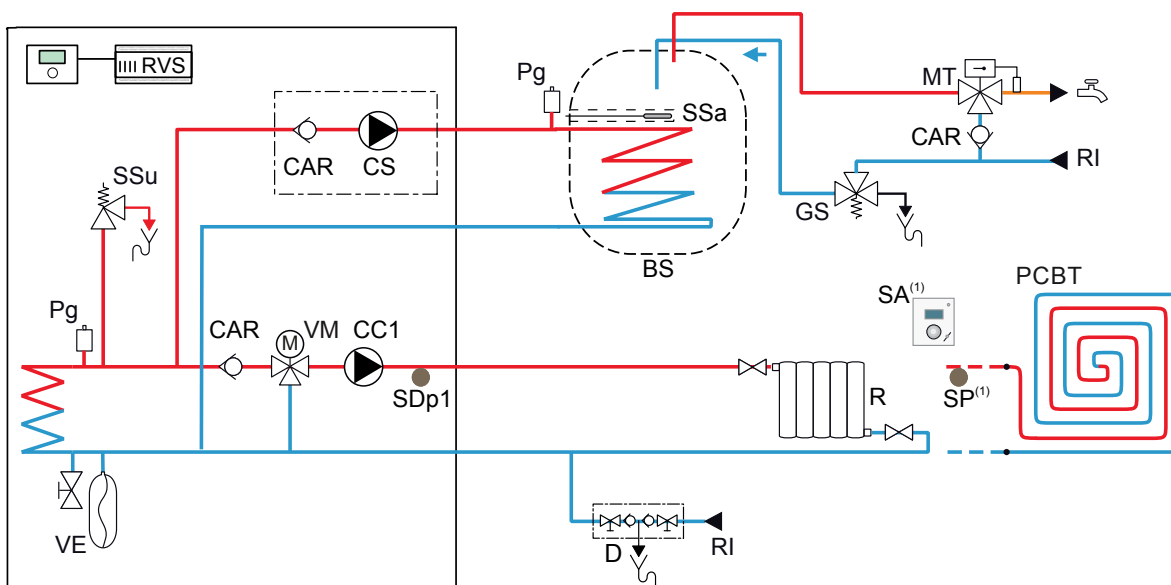 RVS
Pg
SSa
MT
CAR
CS
CAR
RI
SSu
GS
BS
Pg
CAR
VM
M
CC1
SDp1
SA(1)
PCBT
R
SP(1)
VE
D
RI